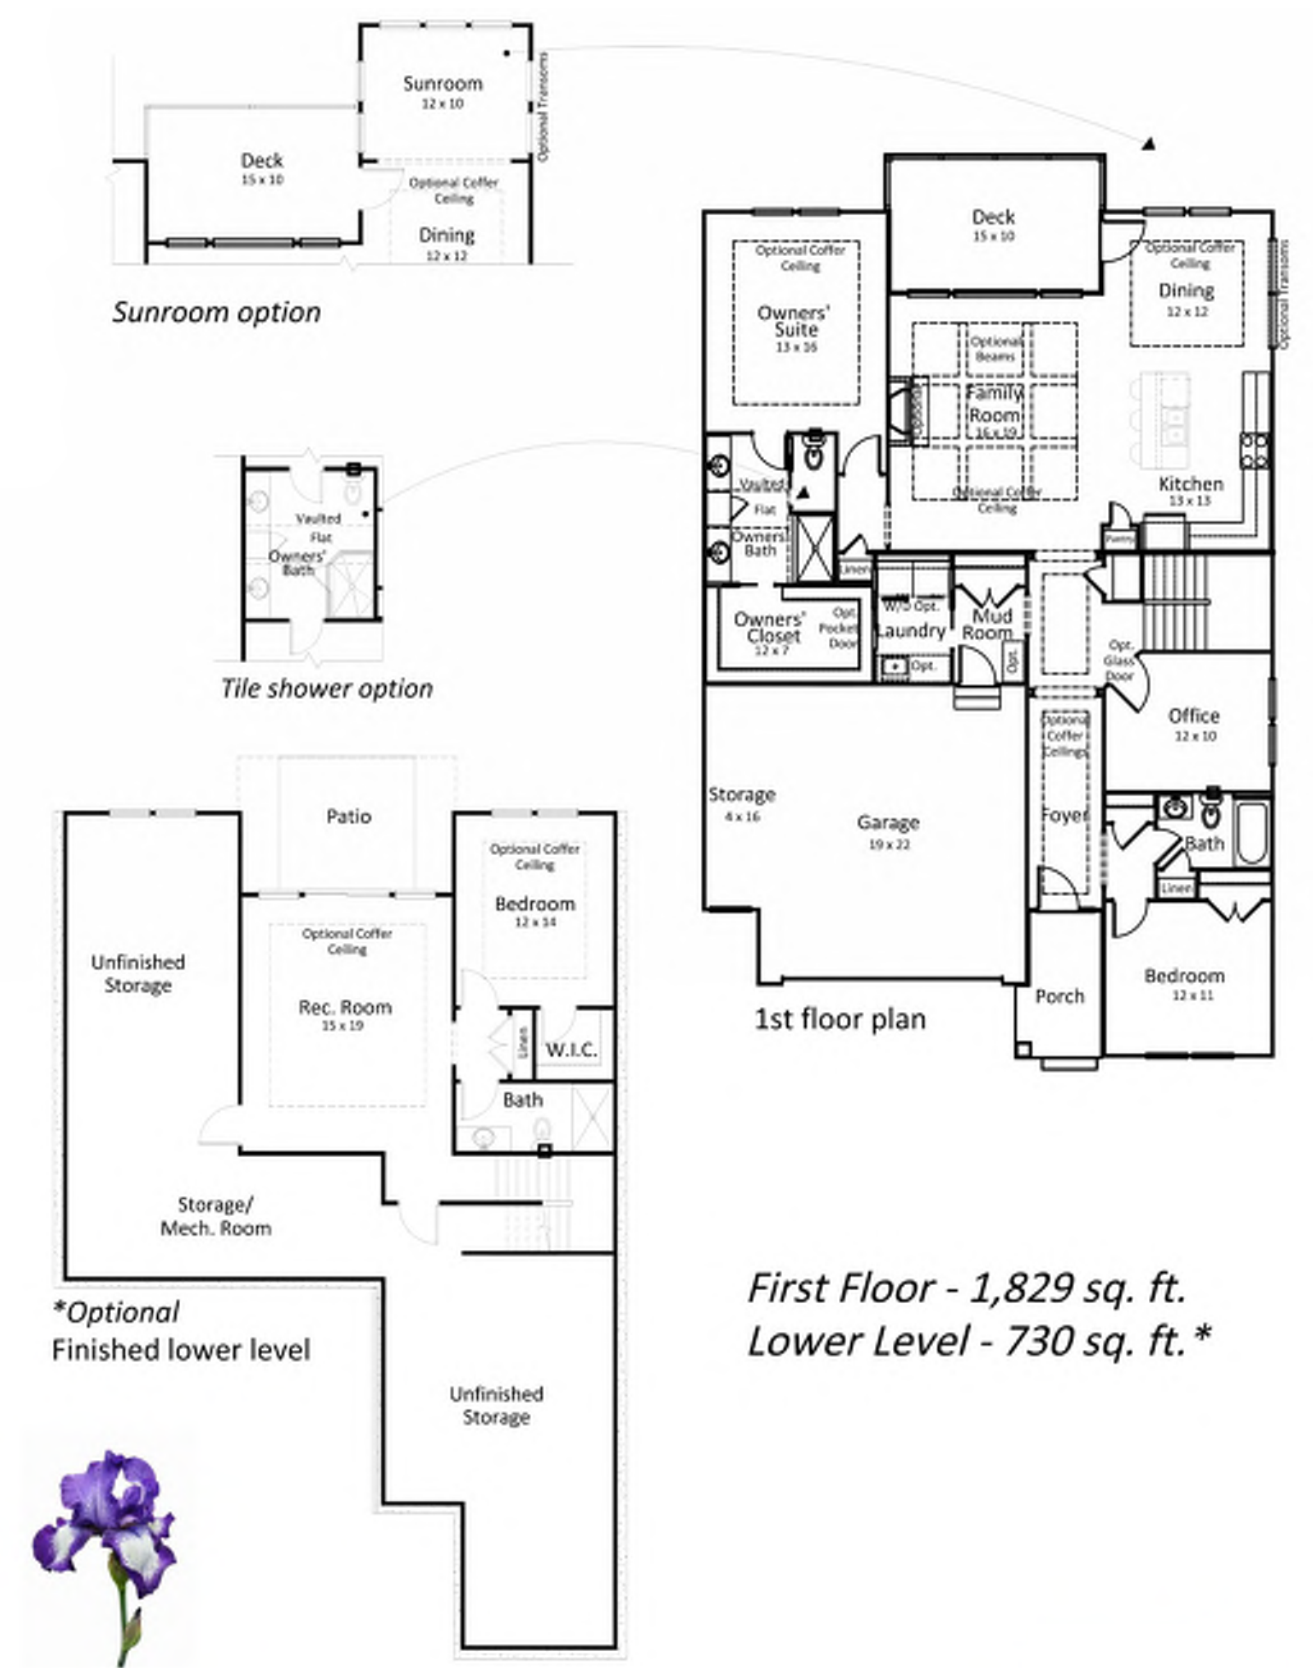 Sunroom
12 x 10
Optional Transoms
Deck
15 x 10
Optional Coffer
Ceiling
Dining
12 x 12
Sunroom option
Vaulted
Flat
Owners'
Bath
Tile shower option
Deck
15 x 10
Optional Coffer
Ceiling
Owners'
Suite
13 x 16
Optional Coffer
Ceiling
Dining
12 x 12
Optional Transoms
Optional
Beams
Family
Room
16 x 19
Optional
Optional Coffer
Ceiling
Kitchen
13 x 13
Pantry
Vaulted
Flat
Owners'
Bath
Linen
Owners'
Closet
12 x 7
Opt.
Pocket
Door
W/D Opt.
Laundry
Opt.
Mud
Room
Opt.
Opt.
Glass
Door
Office
12 x 10
Optional
Coffer
Ceilings
Foyer
Storage
4 x 16
Garage
19 x 22
Bath
Linen
Bedroom
12 x 11
Porch
1st floor plan
Patio
Optional Coffer
Ceiling
Bedroom
12 x 14
Optional Coffer
Ceiling
Rec. Room
15 x 19
Unfinished
Storage
Linen
W.I.C.
Bath
Storage/
Mech. Room
*Optional
Finished lower level
Unfinished
Storage
First Floor - 1,829 sq. ft.
Lower Level - 730 sq. ft.*